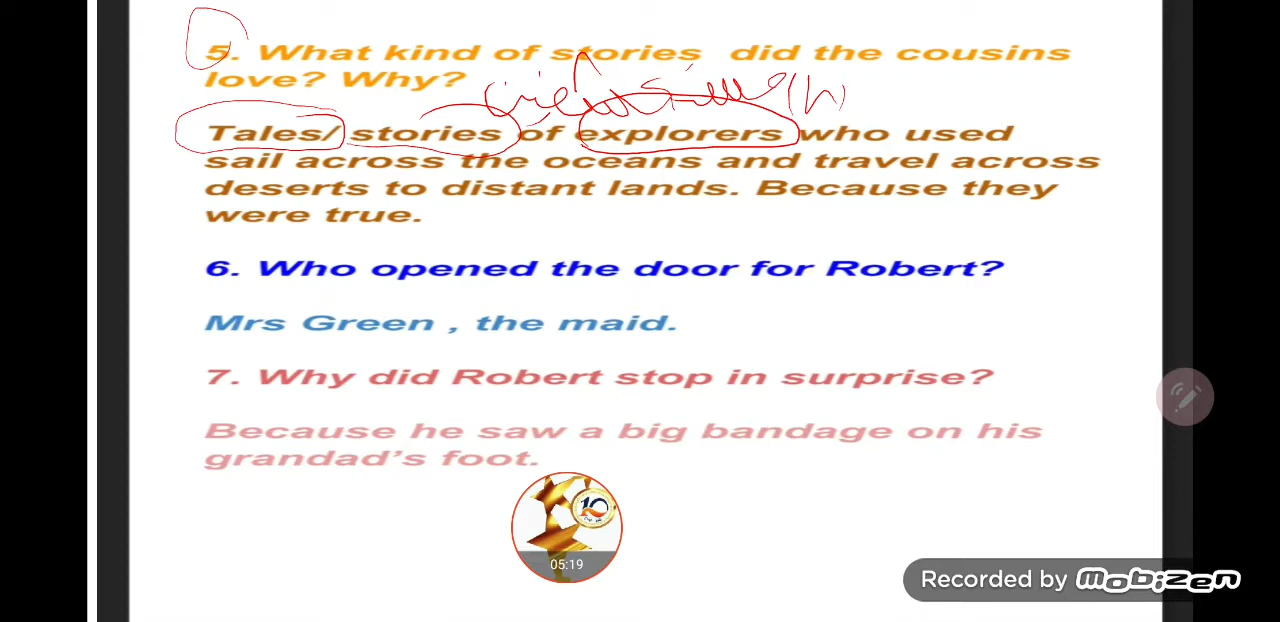 5. What kind of stories did the cousins
love? Why?
Tales/ stories of explorers who used
sail across the oceans and travel across
deserts to distant lands. Because they
were true.
6. Who opened the door for Robert?
Mrs Green , the maid.
7. Why did Robert stop in surprise?
Because he saw a big bandage on his
grandad's foot.
10
05:19
Recorded by mobizen